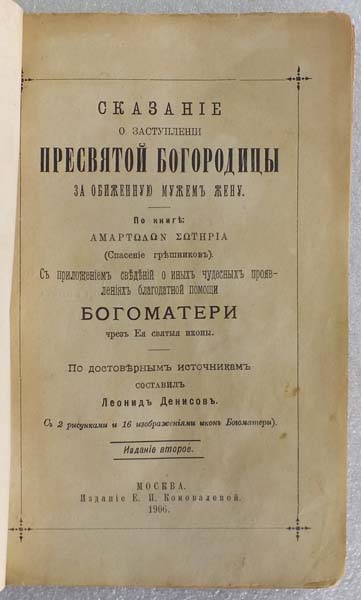 СКАЗАНІЕ
О ЗАСТУПЛЕНІИ
ПРЕСВЯТОЙ БОГОРОДИЦЫ
ЗА ОБИЖЕННУЮ МУЖЕМЪ ЖЕНУ.
По книгѣ:
ΑΜΑΡΤΩΛΩΝ ΣΩΤΗΡΙΑ
(Спасеніе грѣшниковъ).
Съ приложеніемъ свѣдѣній о иныхъ чудесныхъ прояв-
леніяхъ благодатной помощи
БОГОМАТЕРИ
чрезъ Ея святыя иконы.
По достовѣрнымъ источникамъ
СОСТАВИЛЪ
Леонидъ Денисовъ.
(Съ 2 рисунками и 16 изображеніями иконъ Богоматери).
Изданіе второе.
МОСКВА.
Изданіе Е. И. Коноваловой.
1906.